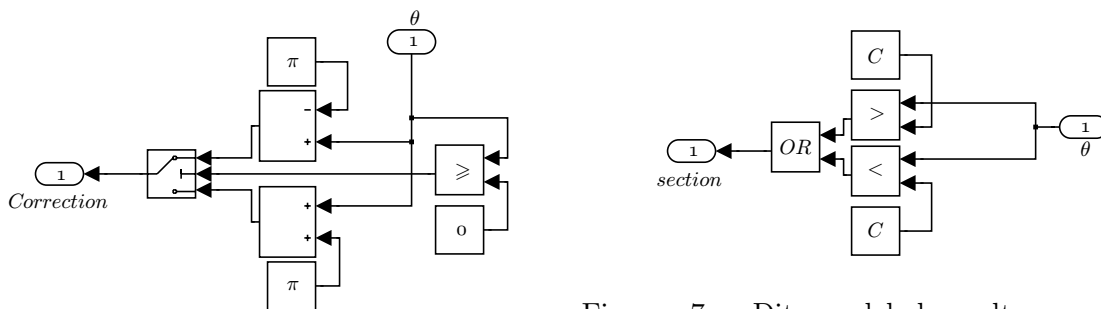 θ
1
π
−
+
1
Correction
⩾
+
+
0
π
C
>
1
θ
OR
1
section
<
C